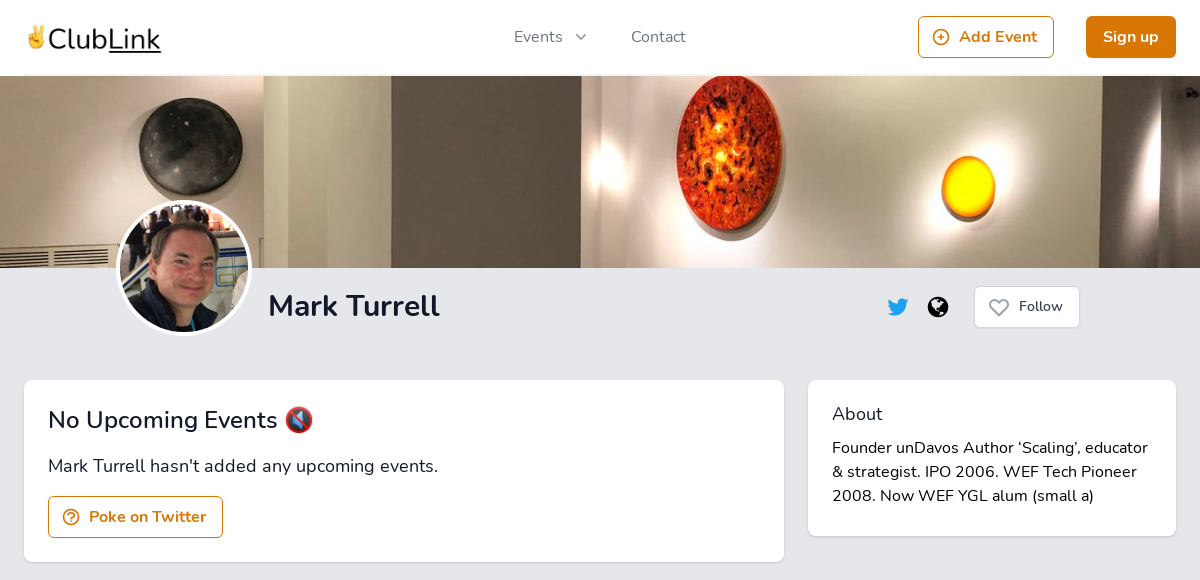 ✌️ClubLink
Events
Contact
Add Event
Sign up
Mark Turrell
Follow
No Upcoming Events 🔇
Mark Turrell hasn't added any upcoming events.
Poke on Twitter
About
Founder unDavos Author ‘Scaling’, educator
& strategist. IPO 2006. WEF Tech Pioneer
2008. Now WEF YGL alum (small a)